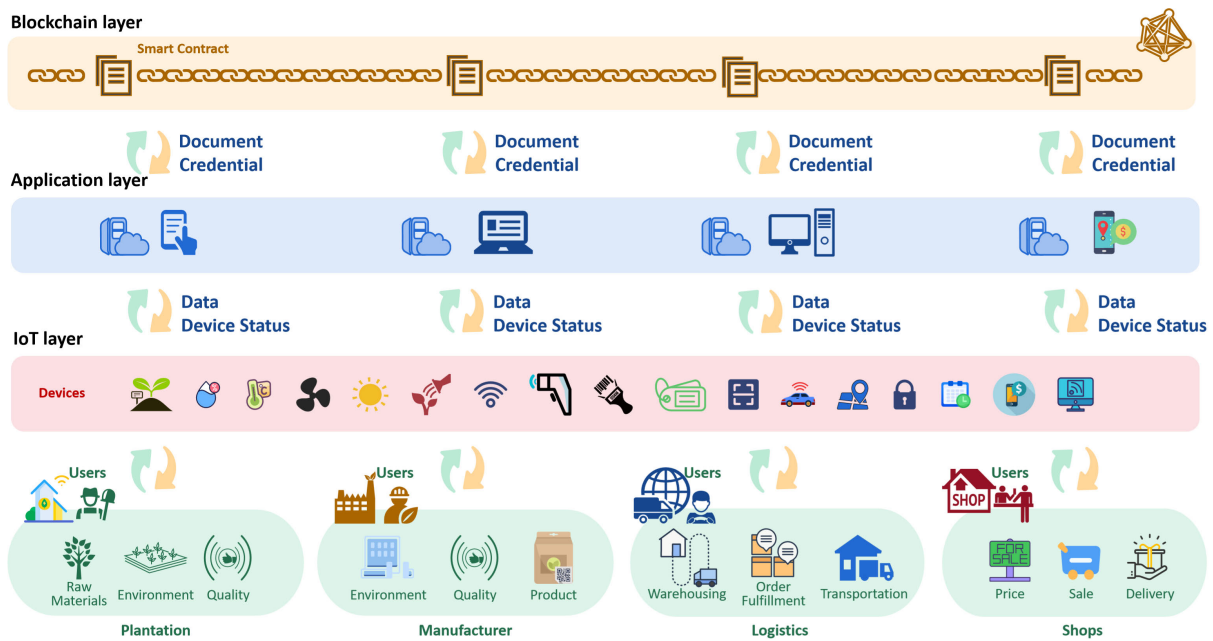 Blockchain layer
Smart Contract
Document
Credential
Document
Credential
Document
Credential
Document
Credential
Application layer
Data
Device Status
Data
Device Status
Data
Device Status
Data
Device Status
IoT layer
Devices
Users
Users
Users
Users
SHOP
Raw
Materials
Environment
Quality
Environment
Quality
Product
Warehousing
Order
Fulfillment
Transportation
FOR
SALE
Price
Sale
Delivery
Plantation
Manufacturer
Logistics
Shops